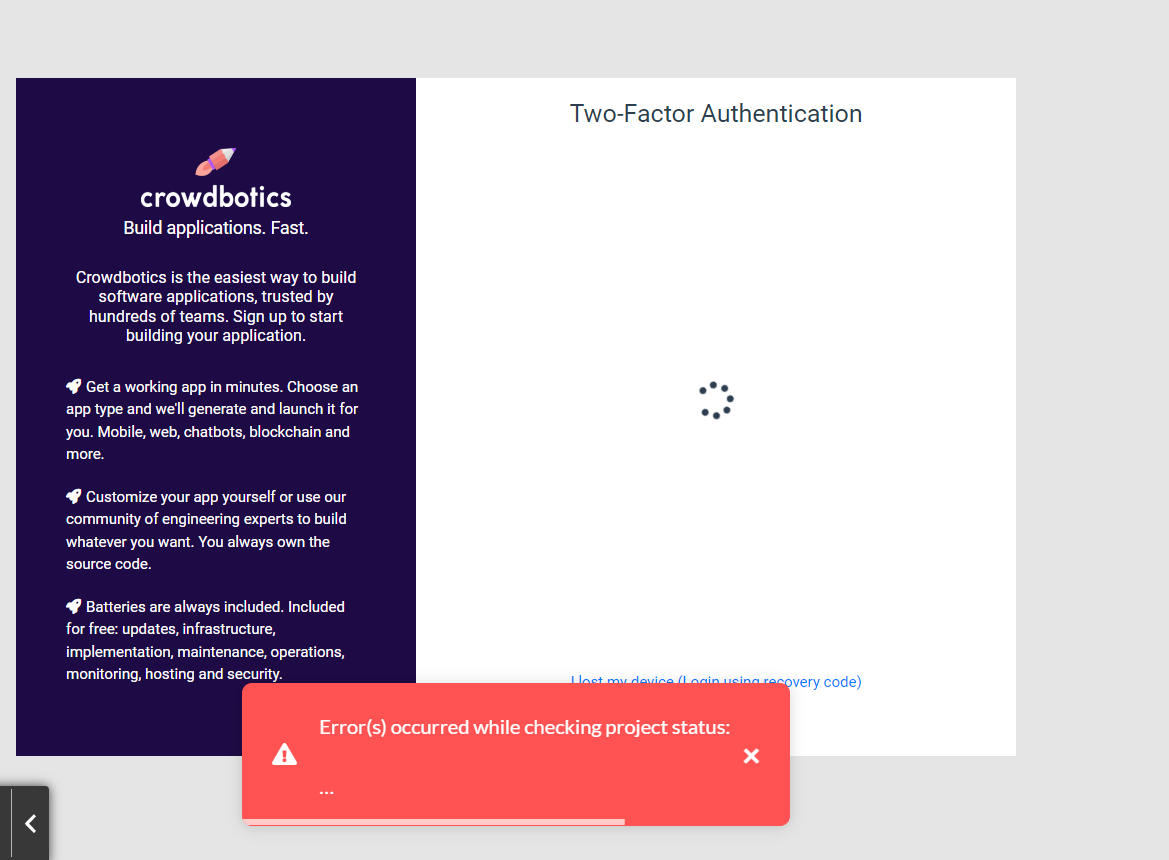 Two-Factor Authentication
crowdbotics
Build applications. Fast.
Crowdbotics is the easiest way to build
software applications, trusted by
hundreds of teams. Sign up to start
building your application.
Get a working app in minutes. Choose an
app type and we'll generate and launch it for
you. Mobile, web, chatbots, blockchain and
more.
Customize your app yourself or use our
community of engineering experts to build
whatever you want. You always own the
source code.
Batteries are always included. Included
for free: updates, infrastructure,
implementation, maintenance, operations,
monitoring, hosting and security.
I lost my device (Login using recovery code)
Error(s) occurred while checking project status:
...